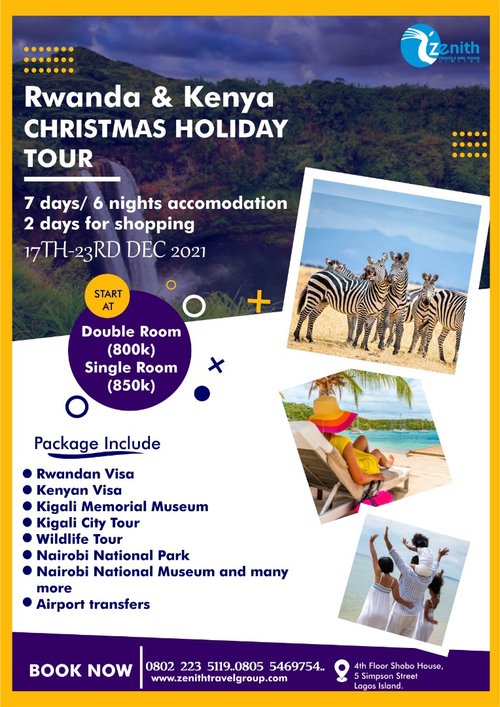 Zenith
TRAVELS AND TOURS
Rwanda & Kenya
CHRISTMAS HOLIDAY
TOUR
7 days/ 6 nights accomodation
2 days for shopping
17TH-23RD DEC 2021
START
AT
Double Room
(800k)
Single Room
(850k)
Package Include
Rwandan Visa
Kenyan Visa
Kigali Memorial Museum
Kigali City Tour
Wildlife Tour
Nairobi National Park
Nairobi National Museum and many
more
Airport transfers
BOOK NOW
0802 223 5119..0805 5469754..
www.zenithtravelgroup.com
4th Floor Shobo House,
5 Simpson Street
Lagos Island.